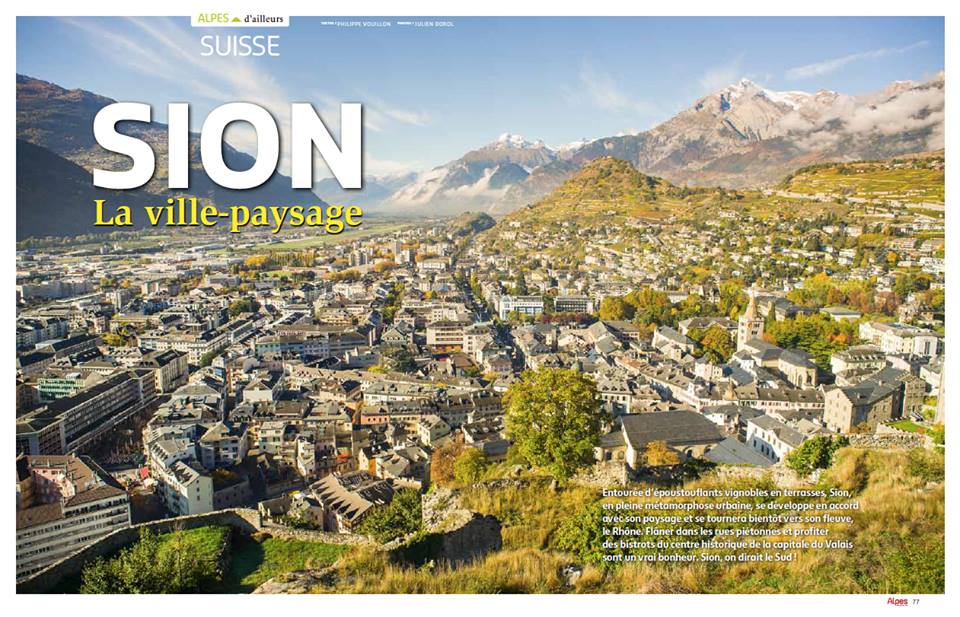 ALPES d'ailleurs
PHILIPPE VOUILLON
JULIEN DOROL
SUISSE
SION
La ville-paysage
Entourée d'époustouflants vignobles en terrasses, Sion,
en pleine métamorphose urbaine, se développe en accord
avec son paysage et se tournera bientôt vers son fleuve,
le Rhône. Flâner dans les rues piétonnes et profiter
des bistrots du centre historique de la capitale du Valais
sont un vrai bonheur. Sion, on dirait le Sud !
Alpes
77